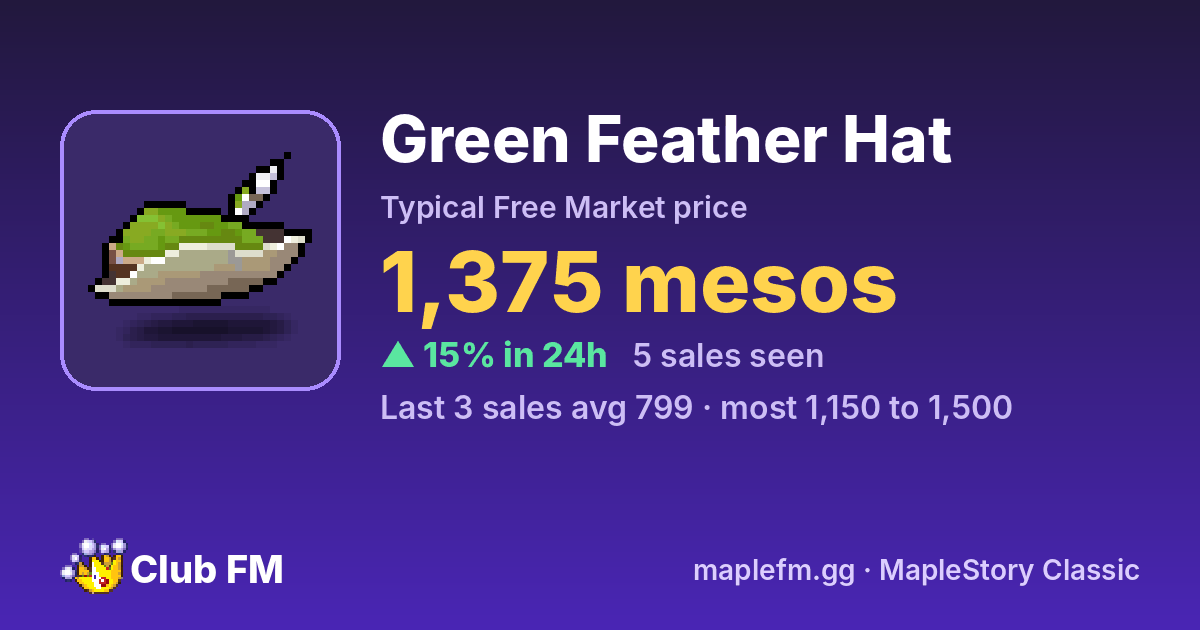 Green Feather Hat
Typical Free Market price
1,375 mesos
▲ 15% in 24h 5 sales seen
Last 3 sales avg 799 · most 1,150 to 1,500
Club FM
maplefm.gg · MapleStory Classic